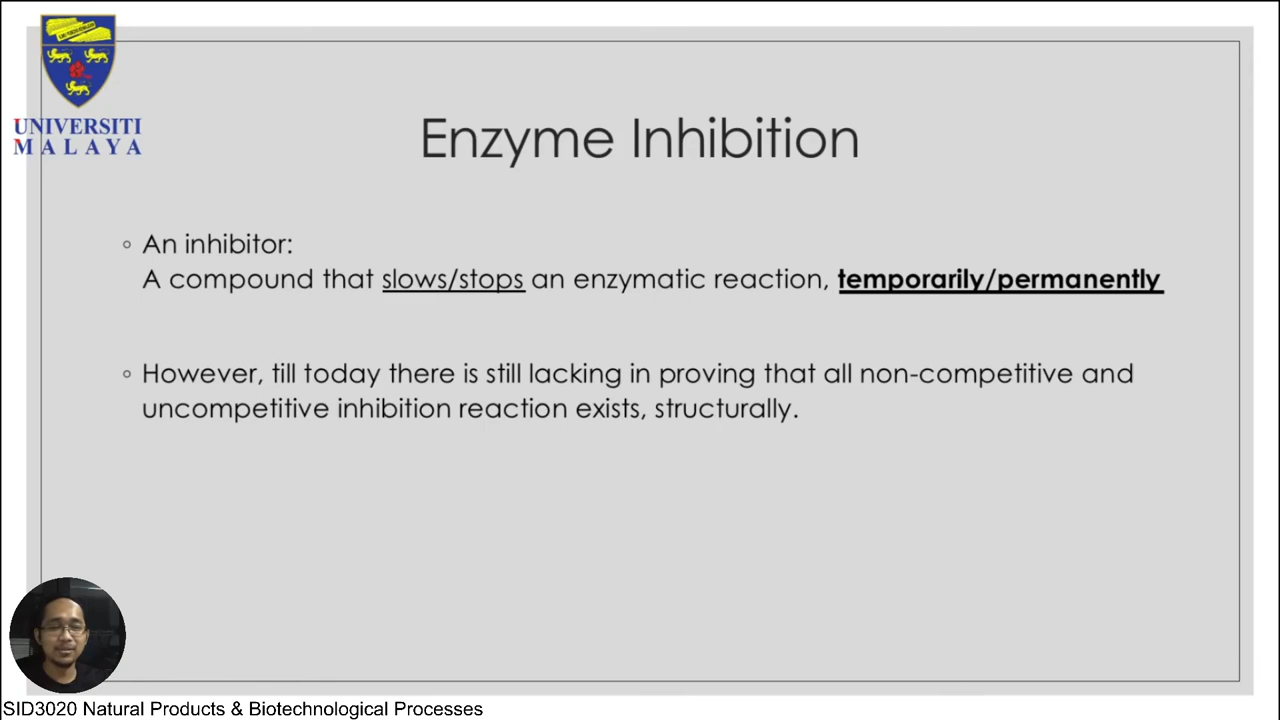 UNIVERSITI
MALAYA
Enzyme Inhibition
◦ An inhibitor:
A compound that slows/stops an enzymatic reaction, temporarily/permanently
◦ However, till today there is still lacking in proving that all non-competitive and
uncompetitive inhibition reaction exists, structurally.
SID3020 Natural Products & Biotechnological Processes